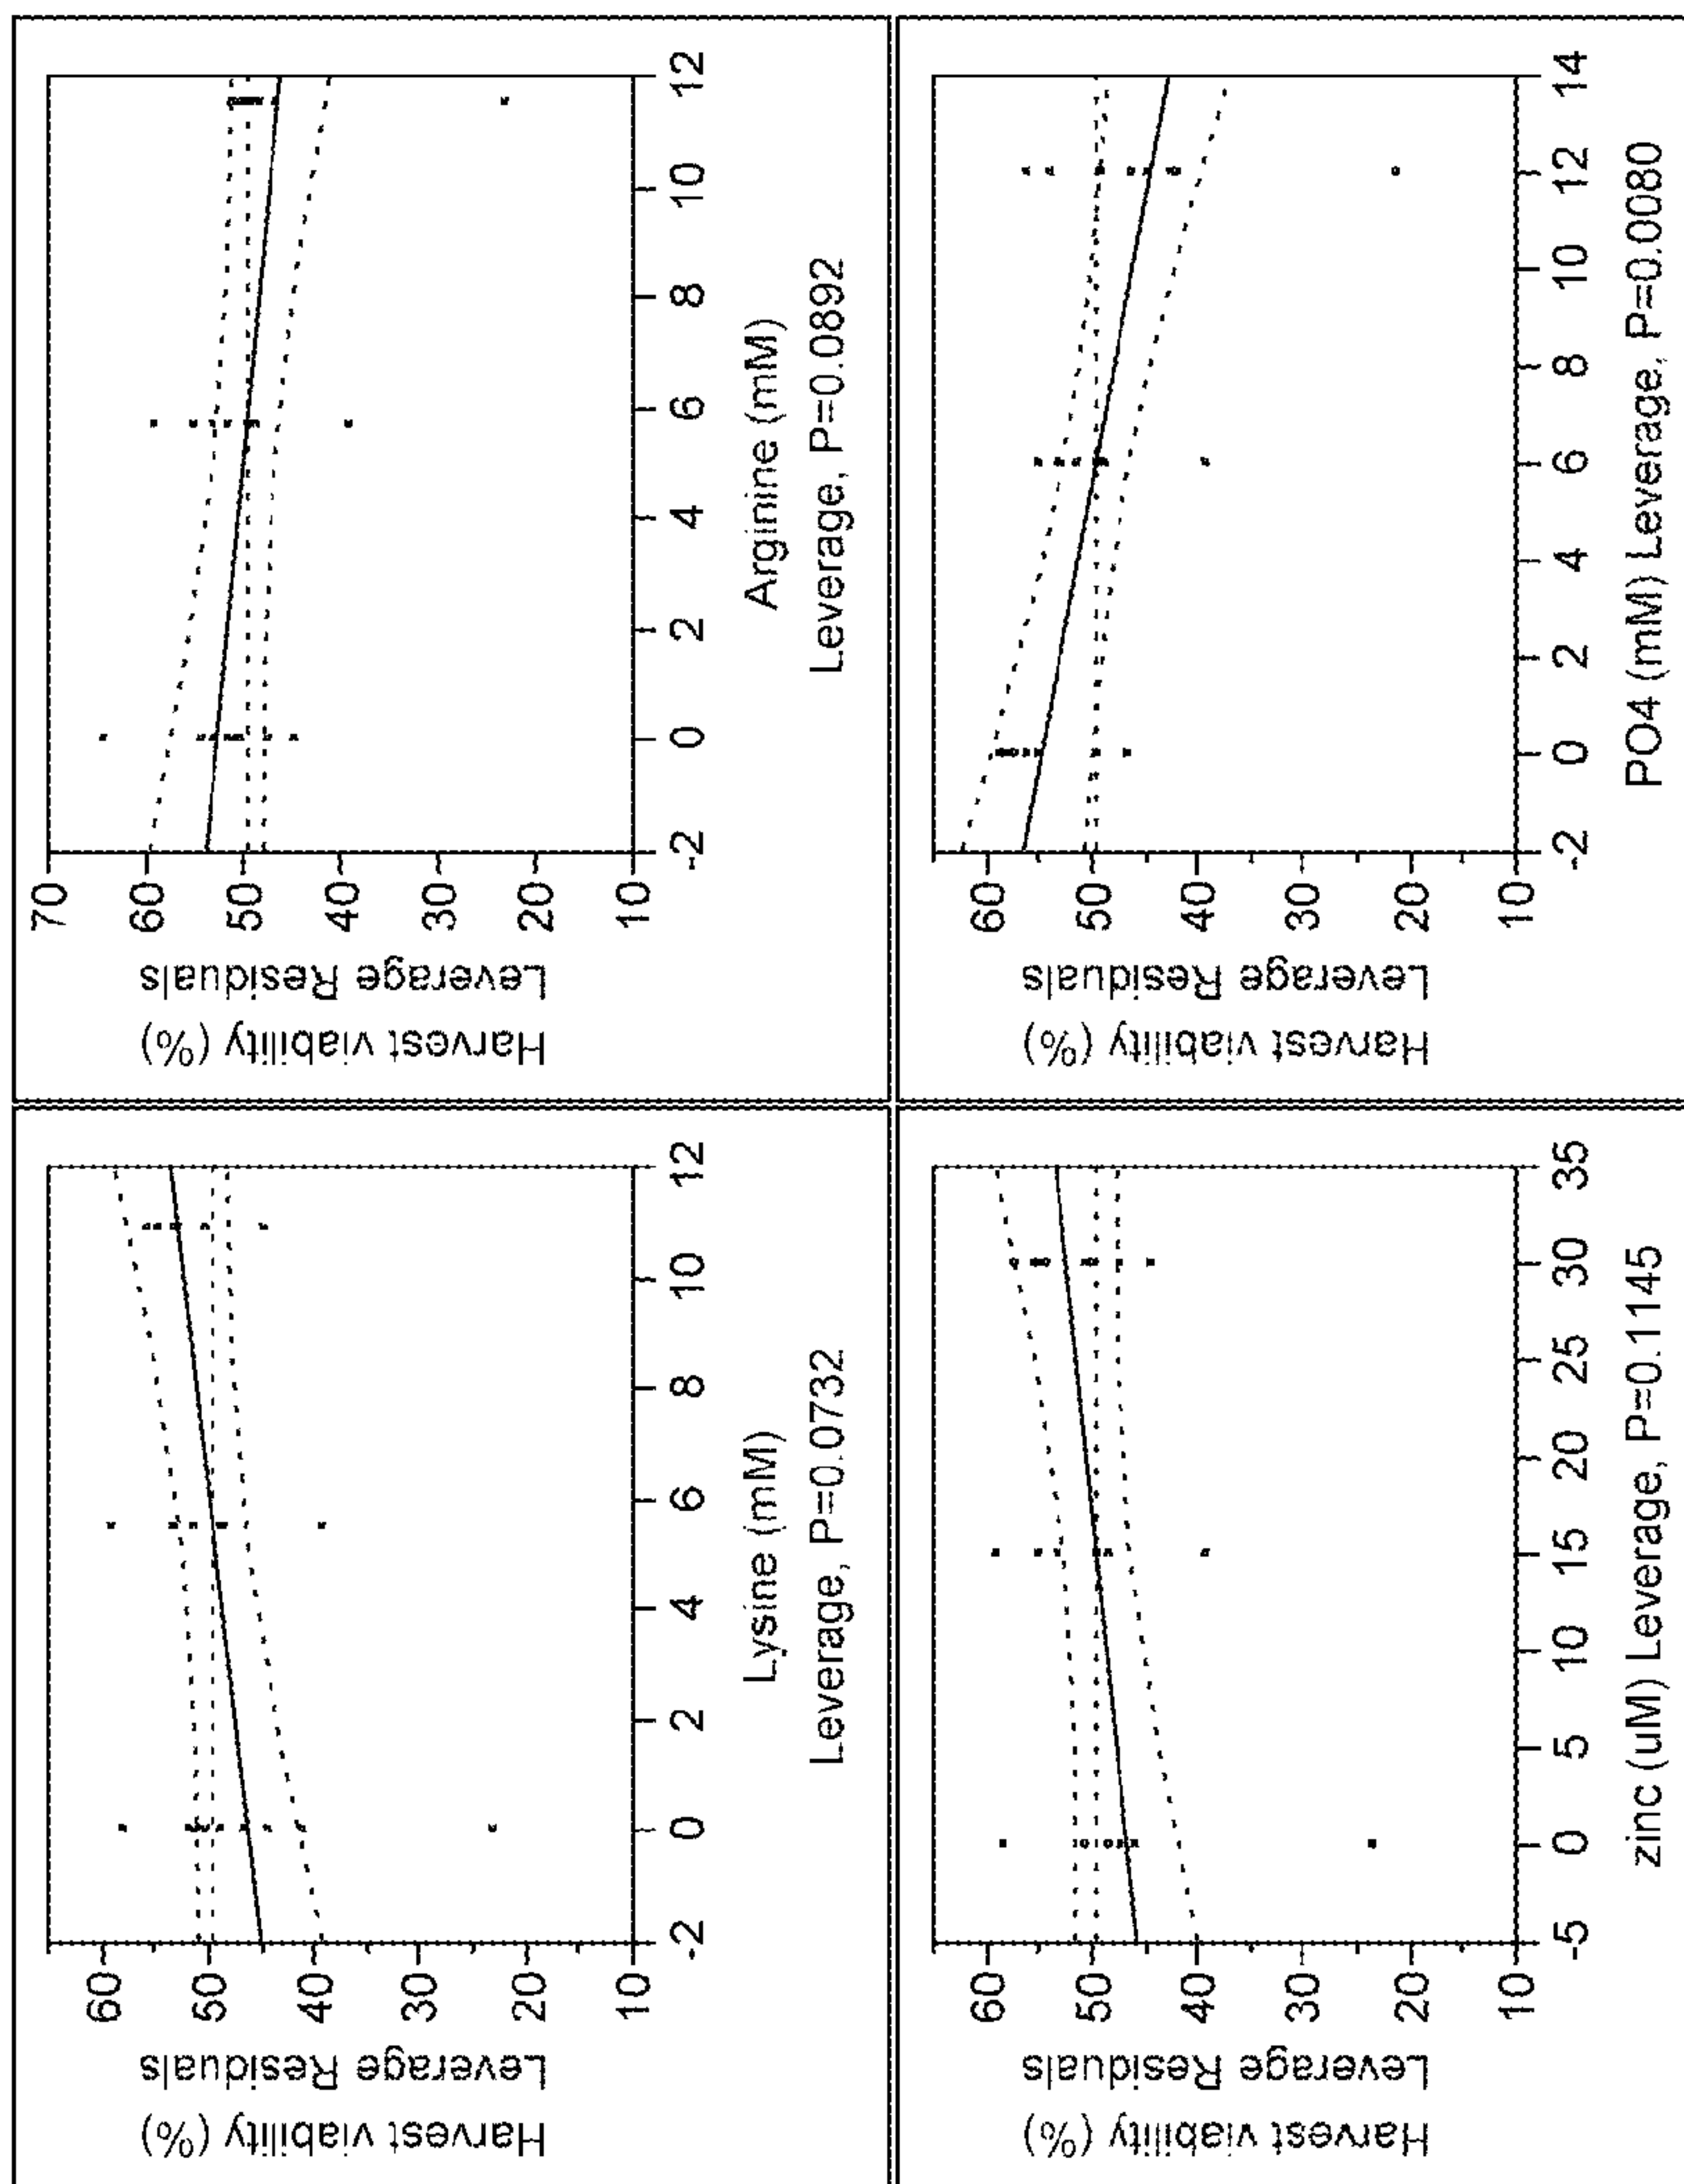 Harvest viability (%)
Leverage Residuals
60
50
40
30
20
10
-2 0 2 4 6 8 10 12
Lysine (mM)
Leverage, P=0.0732
Harvest viability (%)
Leverage Residuals
70
60
50
40
30
20
10
-2 0 2 4 6 8 10 12
Arginine (mM)
Leverage, P=0.0892
Harvest viability (%)
Leverage Residuals
60
50
40
30
20
10
-5 0 5 10 15 20 25 30 35
zinc (uM) Leverage, P=0.1145
Harvest viability (%)
Leverage Residuals
60
50
40
30
20
10
-2 0 2 4 6 8 10 12 14
PO4 (mM) Leverage, P=0.0080